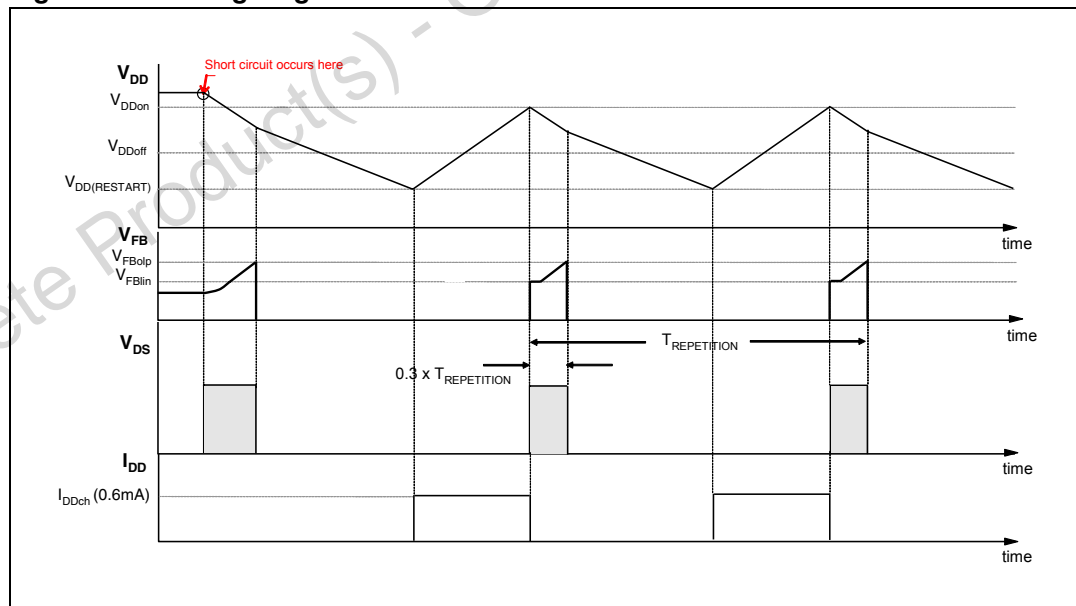 Short circuit occurs here
VDD
VDDon
VDDoff
VDD(RESTART)
time
VFB
VFBolp
VFBlin
time
VDS
TREPETITION
0.3 x TREPETITION
time
IDD
IDDch (0.6mA)
time